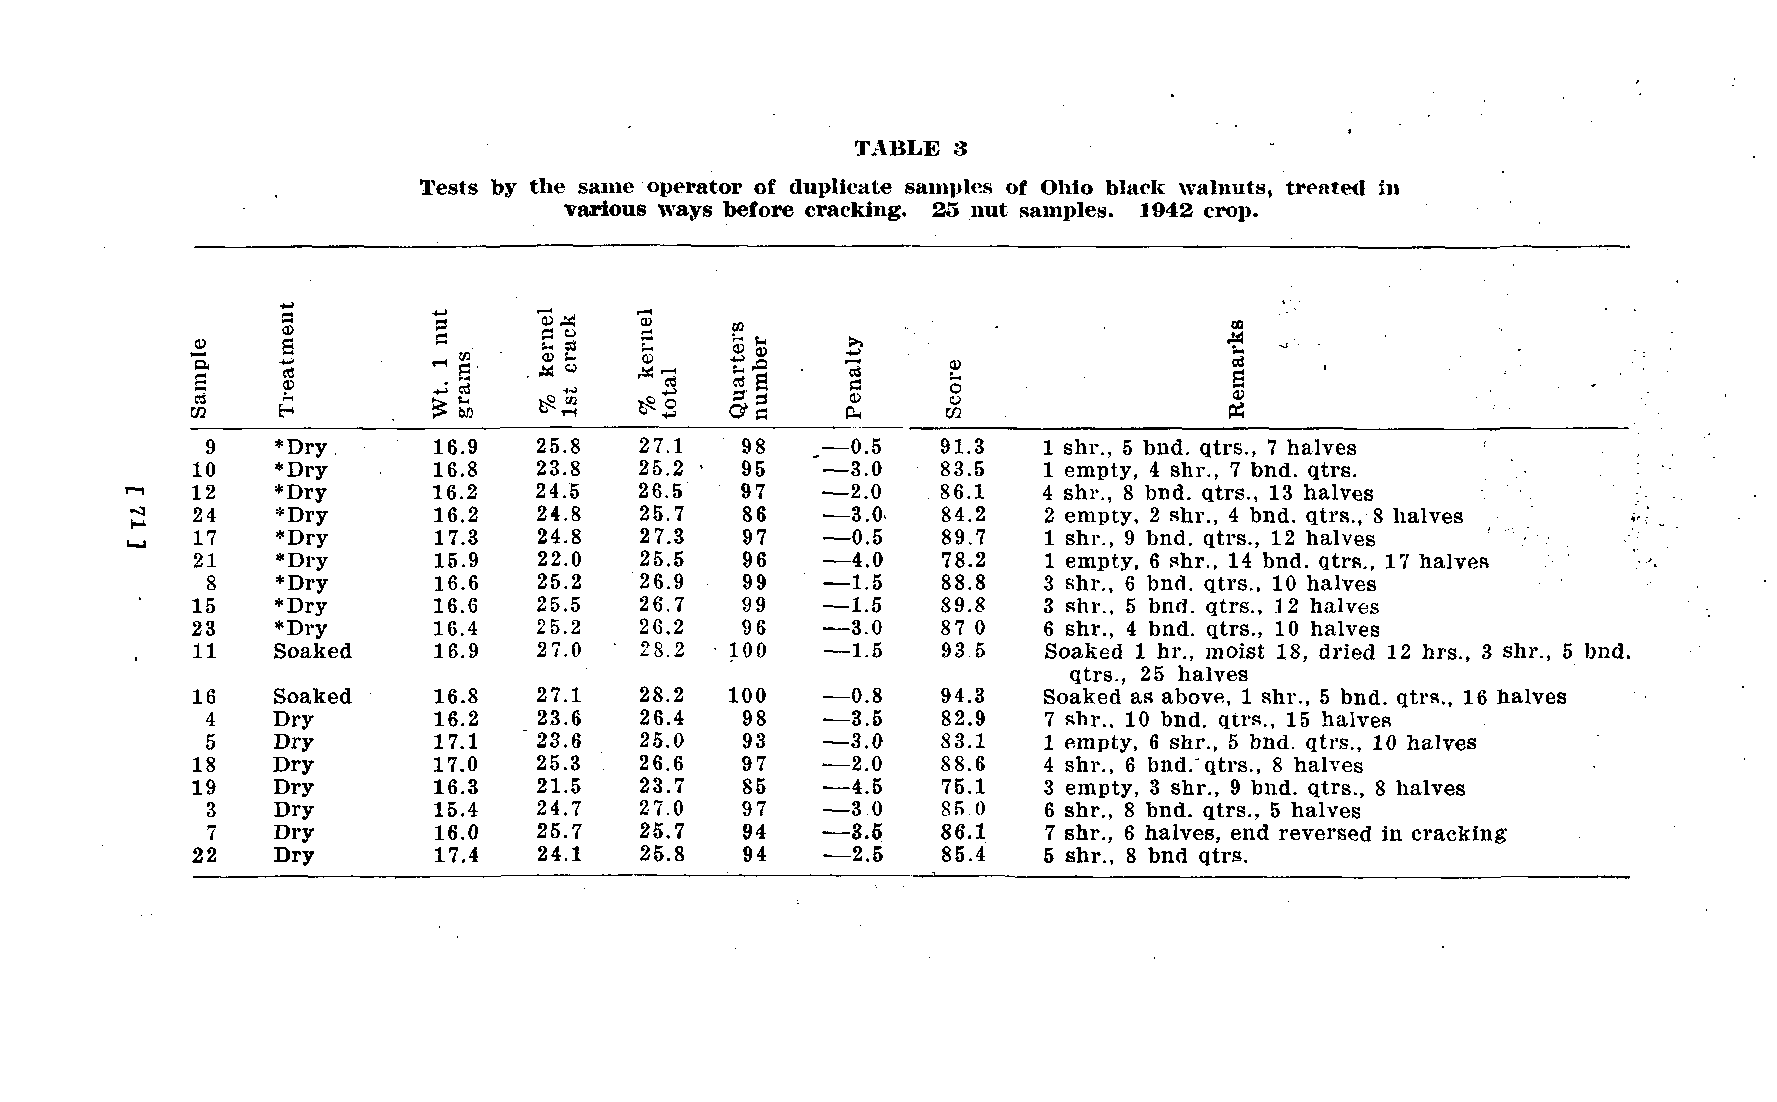 TABLE 3
Tests by the same operator of duplicate samples of Ohio black walnuts, treated in
various ways before cracking. 25 nut samples. 1942 crop.
Sample Treatment Wt. 1 nut grams % kernel 1st crack % kernel total Quarters number Penalty Score Remarks
9 *Dry 16.9 25.8 27.1 98 —0.5 91.3 1 shr., 5 bnd. qtrs., 7 halves
10 *Dry 16.8 23.8 25.2 95 —3.0 83.5 1 empty, 4 shr., 7 bnd. qtrs.
12 *Dry 16.2 24.5 26.5 97 —2.0 86.1 4 shr., 8 bnd. qtrs., 13 halves
24 *Dry 16.2 24.8 25.7 86 —3.0 84.2 2 empty, 2 shr., 4 bnd. qtrs., 8 halves
17 *Dry 17.3 24.8 27.3 97 —0.5 89.7 1 shr., 9 bnd. qtrs., 12 halves
21 *Dry 15.9 22.0 25.5 96 —4.0 78.2 1 empty, 6 shr., 14 bnd. qtrs., 17 halves
8 *Dry 16.6 25.2 26.9 99 —1.5 88.8 3 shr., 6 bnd. qtrs., 10 halves
15 *Dry 16.6 25.5 26.7 99 —1.5 89.8 3 shr., 5 bnd. qtrs., 12 halves
23 *Dry 16.4 25.2 26.2 96 —3.0 87 0 6 shr., 4 bnd. qtrs., 10 halves
11 Soaked 16.9 27.0 28.2 100 —1.5 93.5 Soaked 1 hr., moist 18, dried 12 hrs., 3 shr., 5 bnd.
qtrs., 25 halves
16 Soaked 16.8 27.1 28.2 100 —0.8 94.3 Soaked as above, 1 shr., 5 bnd. qtrs., 16 halves
4 Dry 16.2 23.6 26.4 98 —3.5 82.9 7 shr., 10 bnd. qtrs., 15 halves
5 Dry 17.1 23.6 25.0 93 —3.0 83.1 1 empty, 6 shr., 5 bnd. qtrs., 10 halves
18 Dry 17.0 25.3 26.6 97 —2.0 88.6 4 shr., 6 bnd. qtrs., 8 halves
19 Dry 16.3 21.5 23.7 85 —4.5 75.1 3 empty, 3 shr., 9 bnd. qtrs., 8 halves
3 Dry 15.4 24.7 27.0 97 —3.0 85.0 6 shr., 8 bnd. qtrs., 5 halves
7 Dry 16.0 25.7 25.7 94 —3.5 86.1 7 shr., 6 halves, end reversed in cracking
22 Dry 17.4 24.1 25.8 94 —2.5 85.4 5 shr., 8 bnd qtrs.
[ 71 ]